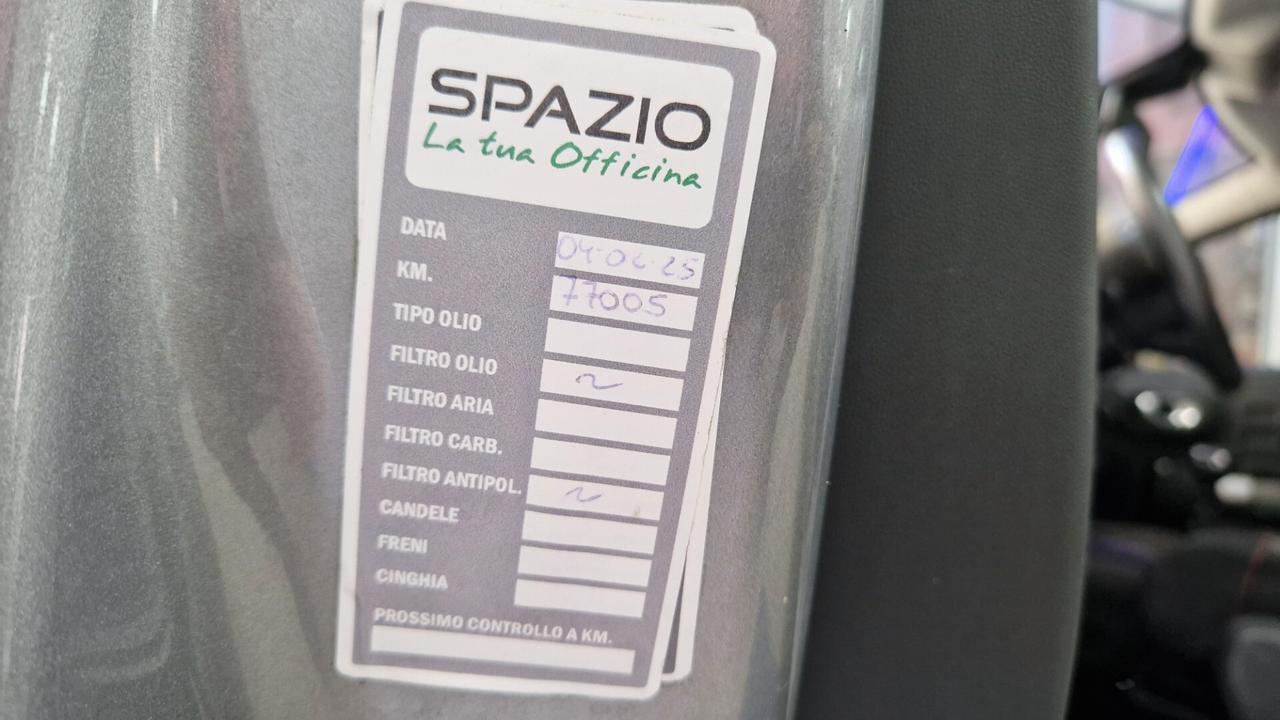 SPAZIO
La tua Officina
DATA 04-02-25
KM. 77005
TIPO OLIO
FILTRO OLIO ~
FILTRO ARIA
FILTRO CARB.
FILTRO ANTIPOL. ~
CANDELE
FRENI
CINGHIA
PROSSIMO CONTROLLO A KM.